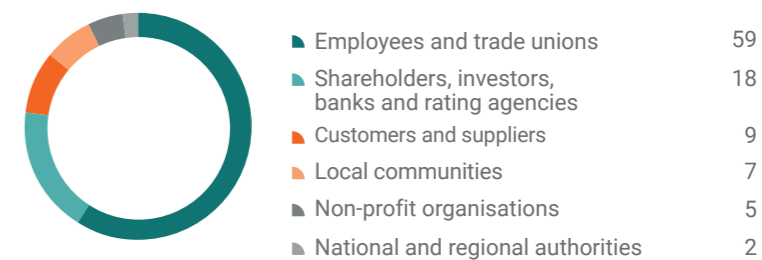 Employees and trade unions 59
Shareholders, investors, 18
banks and rating agencies
Customers and suppliers 9
Local communities 7
Non-profit organisations 5
National and regional authorities 2